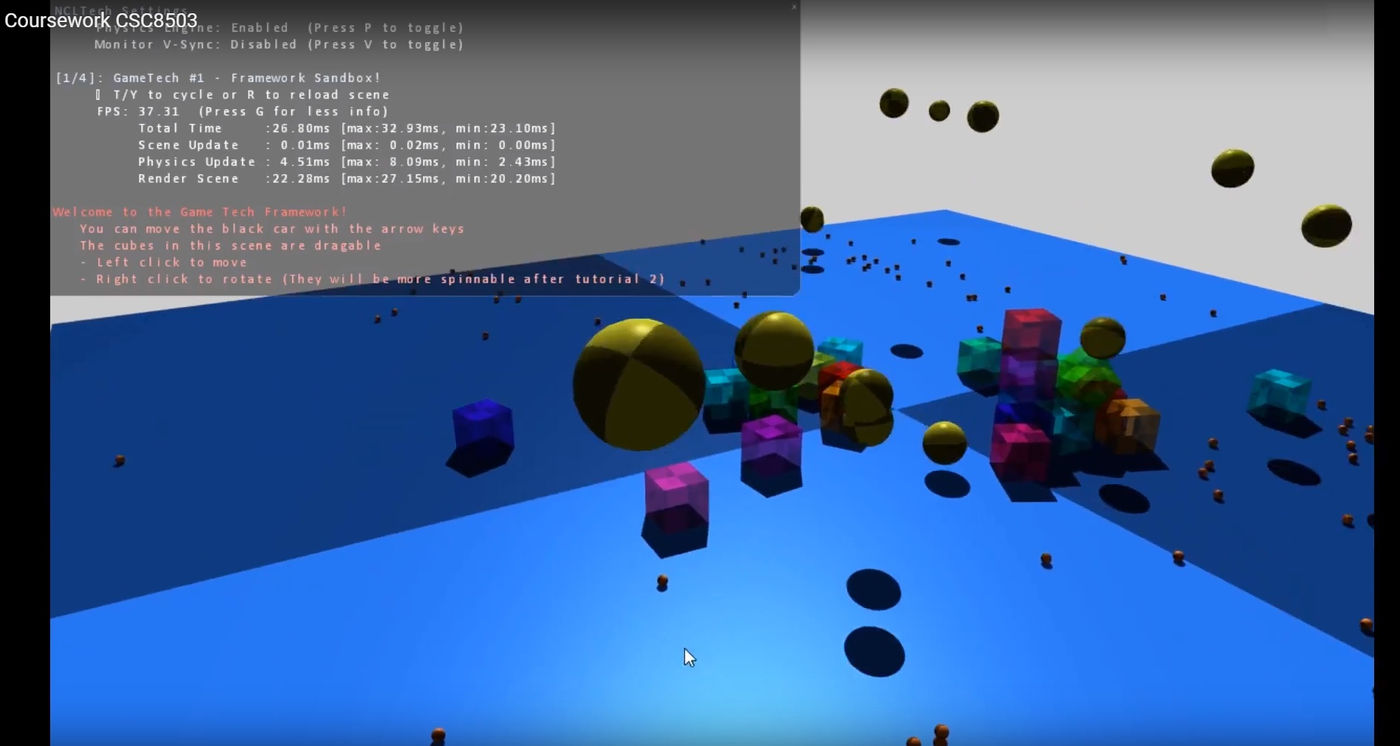 NCLTech Settings
Coursework CSC8503
Physics Engine: Enabled (Press P to toggle)
Monitor V-Sync: Disabled (Press V to toggle)
[1/4]: GameTech #1 - Framework Sandbox!
T/Y to cycle or R to reload scene
FPS: 37.31 (Press G for less info)
Total Time :26.80ms [max:32.93ms, min:23.10ms]
Scene Update : 0.01ms [max: 0.02ms, min: 0.00ms]
Physics Update : 4.51ms [max: 8.09ms, min: 2.43ms]
Render Scene :22.28ms [max:27.15ms, min:20.20ms]
Welcome to the Game Tech Framework!
You can move the black car with the arrow keys
The cubes in this scene are dragable
- Left click to move
- Right click to rotate (They will be more spinnable after tutorial 2)